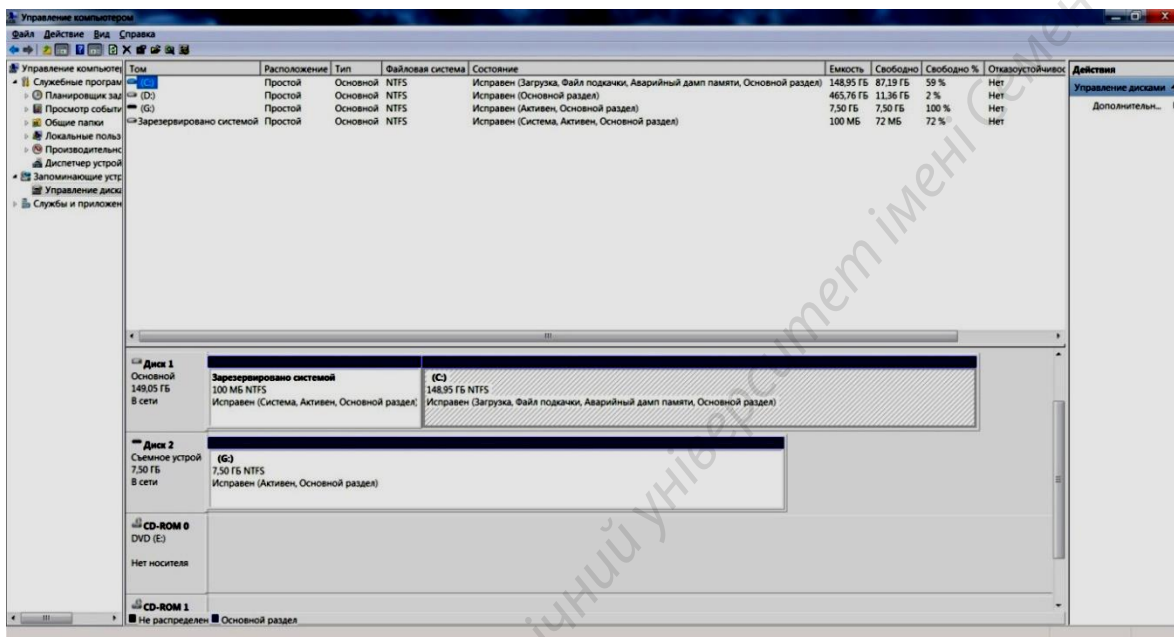 Управление компьютером
Файл Действие Вид Справка
Управление компьютер
Служебные програм
Планировщик зад
Просмотр событи
Общие папки
Локальные польз
Производительнс
Диспетчер устрой
Запоминающие устр
Управление диска
Службы и приложен
Том Расположение Тип Файловая система Состояние Емкость Свободно Свободно % Отказоустойчивос
(C:) Простой Основной NTFS Исправен (Загрузка, Файл подкачки, Аварийный дамп памяти, Основной раздел) 148,95 ГБ 87,19 ГБ 59 % Нет
(D:) Простой Основной NTFS Исправен (Основной раздел) 465,76 ГБ 11,36 ГБ 2 % Нет
(G:) Простой Основной NTFS Исправен (Активен, Основной раздел) 7,50 ГБ 7,50 ГБ 100 % Нет
Зарезервировано системой Простой Основной NTFS Исправен (Система, Активен, Основной раздел) 100 МБ 72 МБ 72 % Нет
Действия
Управление дисками
Дополнительн...
Диск 1
Основной
149,05 ГБ
В сети
Зарезервировано системой
100 МБ NTFS
Исправен (Система, Активен, Основной раздел)
(C:)
148,95 ГБ NTFS
Исправен (Загрузка, Файл подкачки, Аварийный дамп памяти, Основной раздел)
Диск 2
Съемное устрой
7,50 ГБ
В сети
(G:)
7,50 ГБ NTFS
Исправен (Активен, Основной раздел)
CD-ROM 0
DVD (E:)
Нет носителя
CD-ROM 1
Не распределен Основной раздел
ічний університет імені Семен